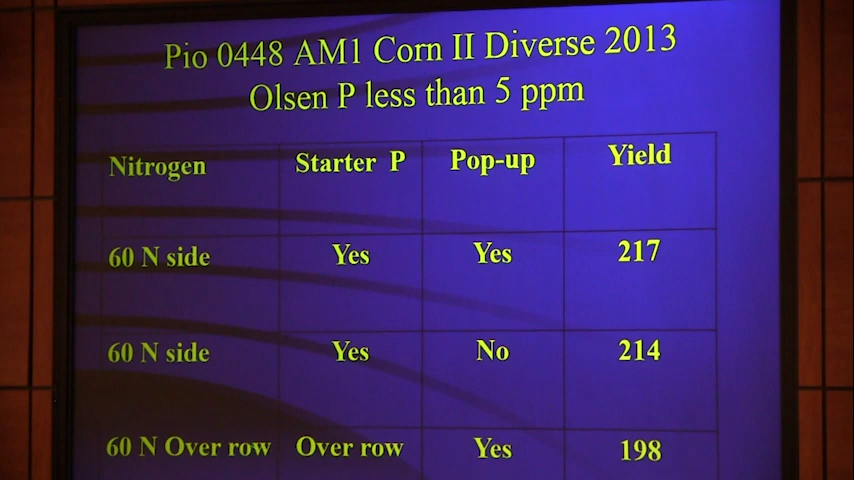 Pio 0448 AM1 Corn II Diverse 2013
Olsen P less than 5 ppm
Nitrogen Starter P Pop-up Yield
60 N side Yes Yes 217
60 N side Yes No 214
60 N Over row Over row Yes 198